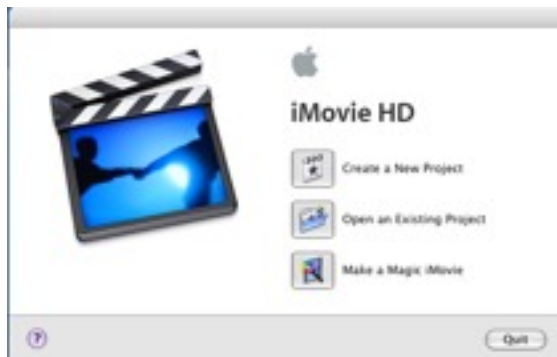 iMovie HD
Create a New Project
Open an Existing Project
Make a Magic iMovie
?
Quit